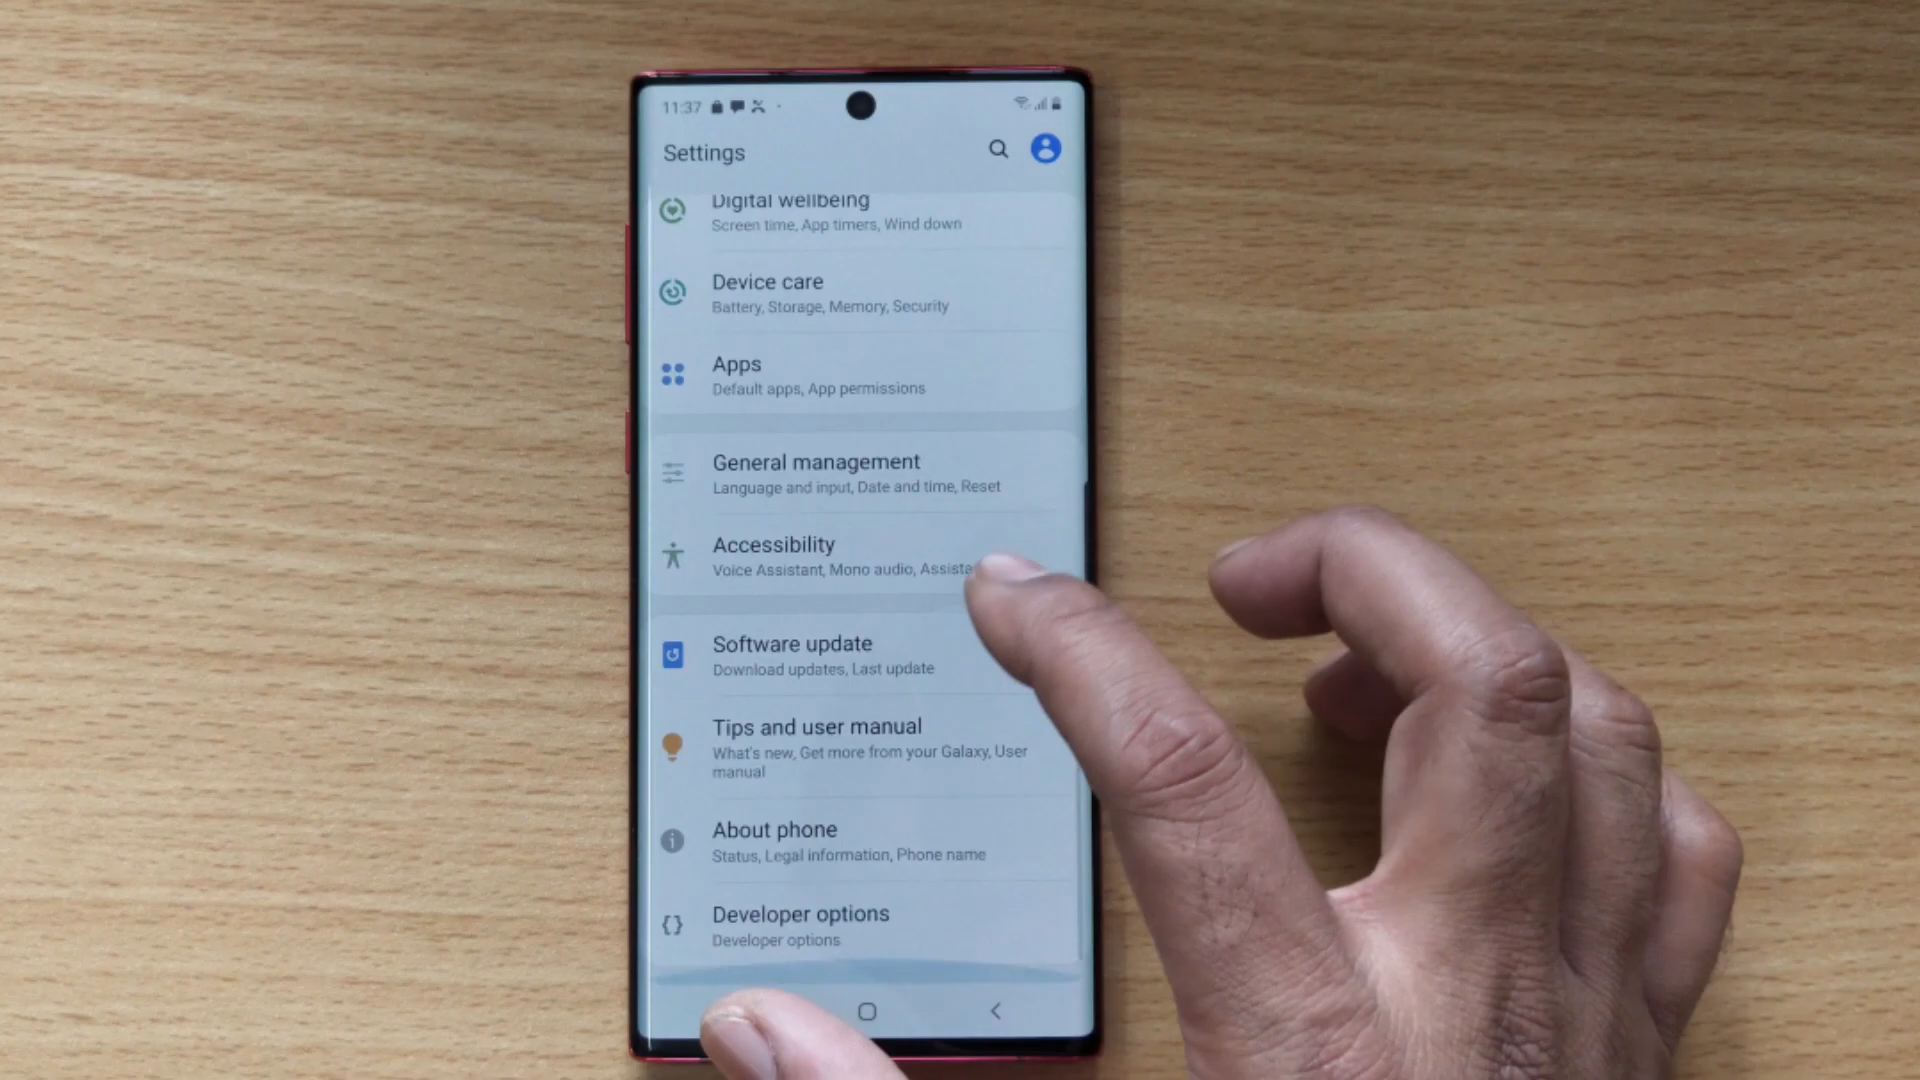 11:37
Settings
Digital wellbeing
Screen time, App timers, Wind down
Device care
Battery, Storage, Memory, Security
Apps
Default apps, App permissions
General management
Language and input, Date and time, Reset
Accessibility
Voice Assistant, Mono audio, Assista
Software update
Download updates, Last update
Tips and user manual
What's new, Get more from your Galaxy, User
manual
About phone
Status, Legal information, Phone name
Developer options
Developer options